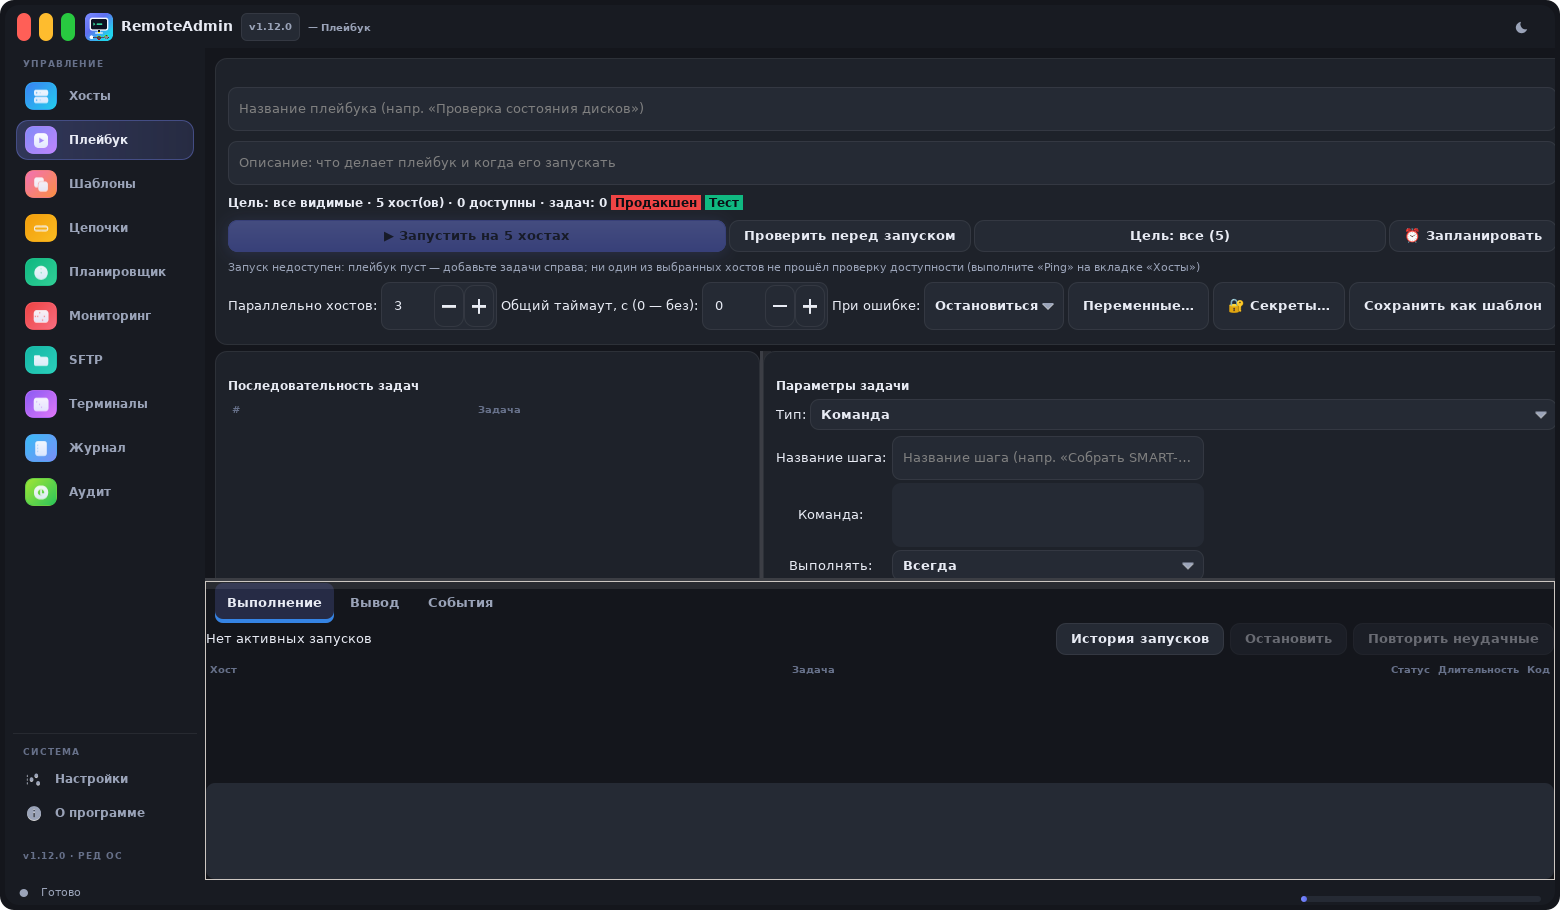 RemoteAdmin v1.12.0 — Плейбук
УПРАВЛЕНИЕ
Хосты
Плейбук
Шаблоны
Цепочки
Планировщик
Мониторинг
SFTP
Терминалы
Журнал
Аудит
СИСТЕМА
Настройки
О программе
v1.12.0 · РЕД ОС
Готово
Название плейбука (напр. «Проверка состояния дисков»)
Описание: что делает плейбук и когда его запускать
Цель: все видимые · 5 хост(ов) · 0 доступны · задач: 0 Продакшен Тест
▶ Запустить на 5 хостах Проверить перед запуском Цель: все (5) ⏰ Запланировать
Запуск недоступен: плейбук пуст — добавьте задачи справа; ни один из выбранных хостов не прошёл проверку доступности (выполните «Ping» на вкладке «Хосты»)
Параллельно хостов: 3 − + Общий таймаут, с (0 — без): 0 − + При ошибке: Остановиться Переменные… 🔐 Секреты… Сохранить как шаблон
Последовательность задач
# Задача
Параметры задачи
Тип: Команда
Название шага: Название шага (напр. «Собрать SMART-…
Команда:
Выполнять: Всегда
Выполнение Вывод События
Нет активных запусков История запусков Остановить Повторить неудачные
Хост Задача Статус Длительность Код